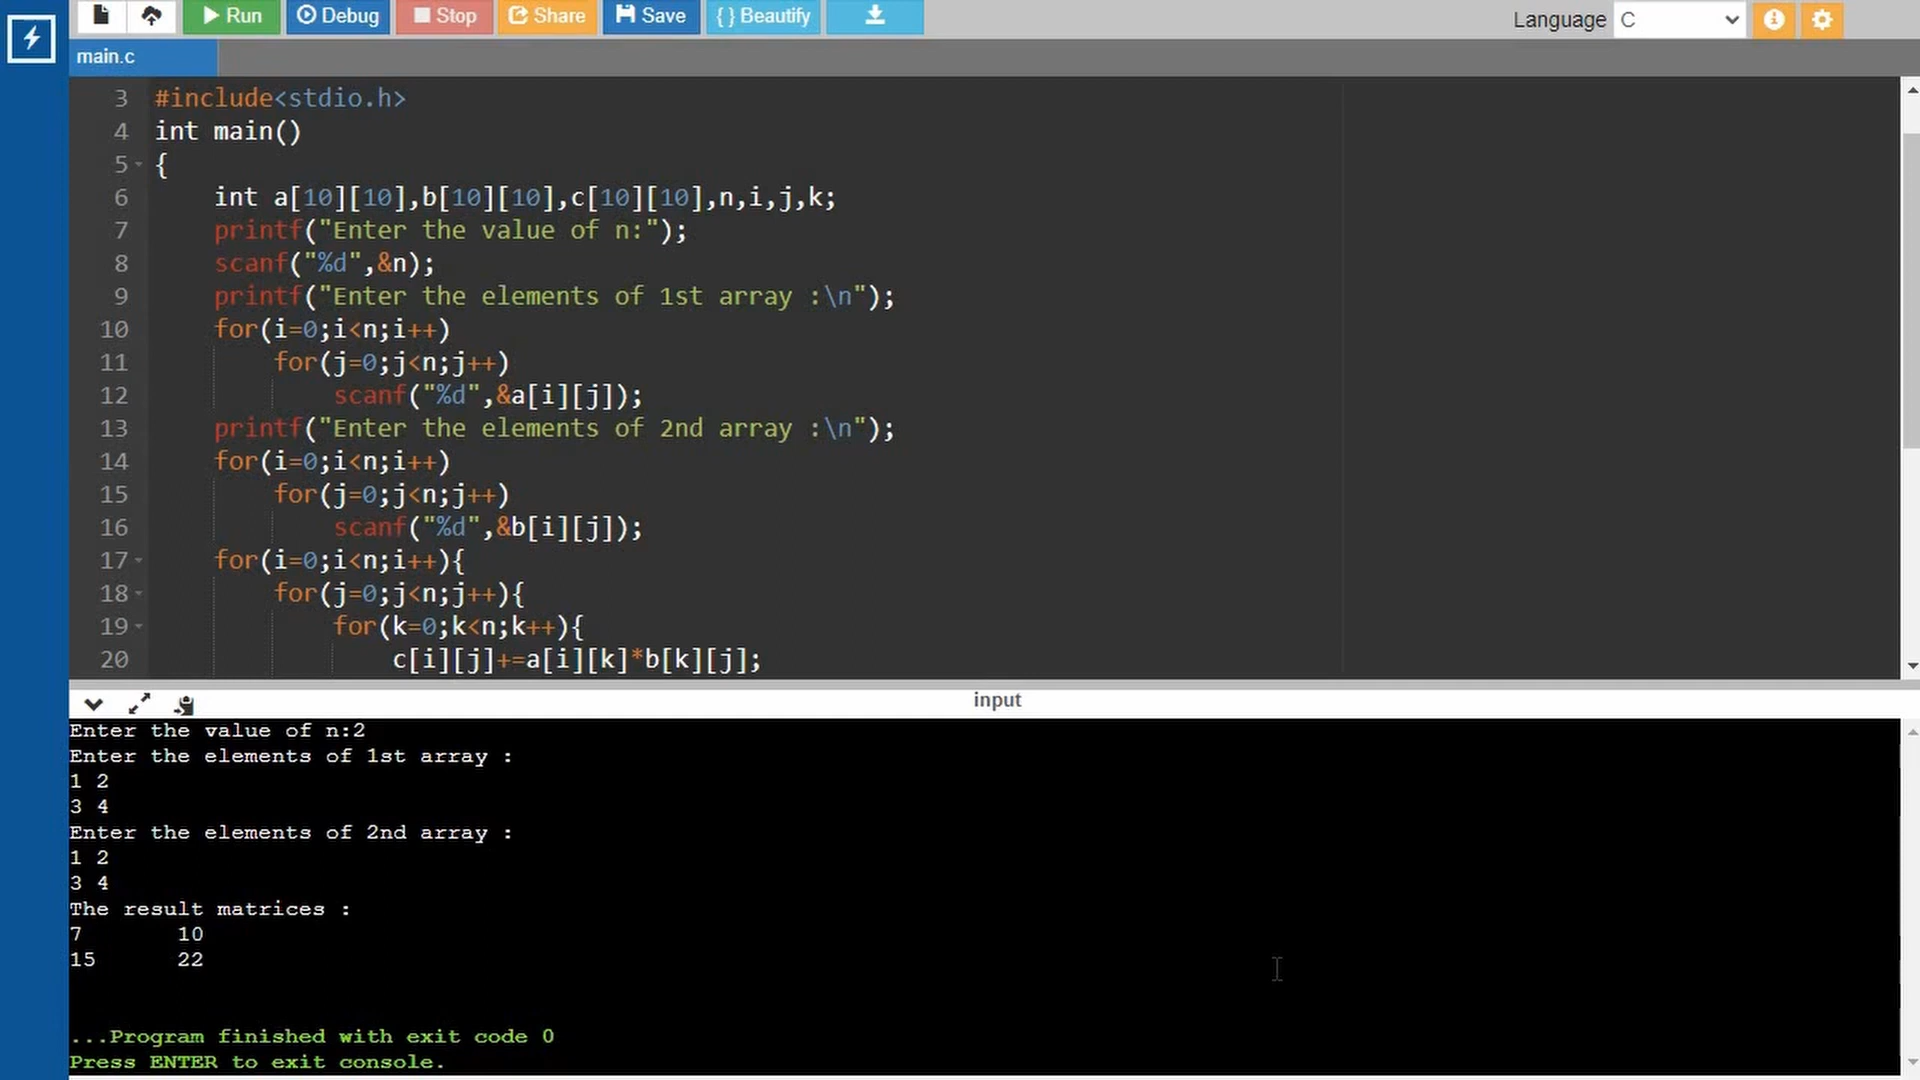 Run Debug Stop Share Save { } Beautify Language C
main.c
3 #include<stdio.h>
4 int main()
5 {
6 int a[10][10],b[10][10],c[10][10],n,i,j,k;
7 printf("Enter the value of n:");
8 scanf("%d",&n);
9 printf("Enter the elements of 1st array :\n");
10 for(i=0;i<n;i++)
11 for(j=0;j<n;j++)
12 scanf("%d",&a[i][j]);
13 printf("Enter the elements of 2nd array :\n");
14 for(i=0;i<n;i++)
15 for(j=0;j<n;j++)
16 scanf("%d",&b[i][j]);
17 for(i=0;i<n;i++){
18 for(j=0;j<n;j++){
19 for(k=0;k<n;k++){
20 c[i][j]+=a[i][k]*b[k][j];
input
Enter the value of n:2
Enter the elements of 1st array :
1 2
3 4
Enter the elements of 2nd array :
1 2
3 4
The result matrices :
7 10
15 22
...Program finished with exit code 0
Press ENTER to exit console.